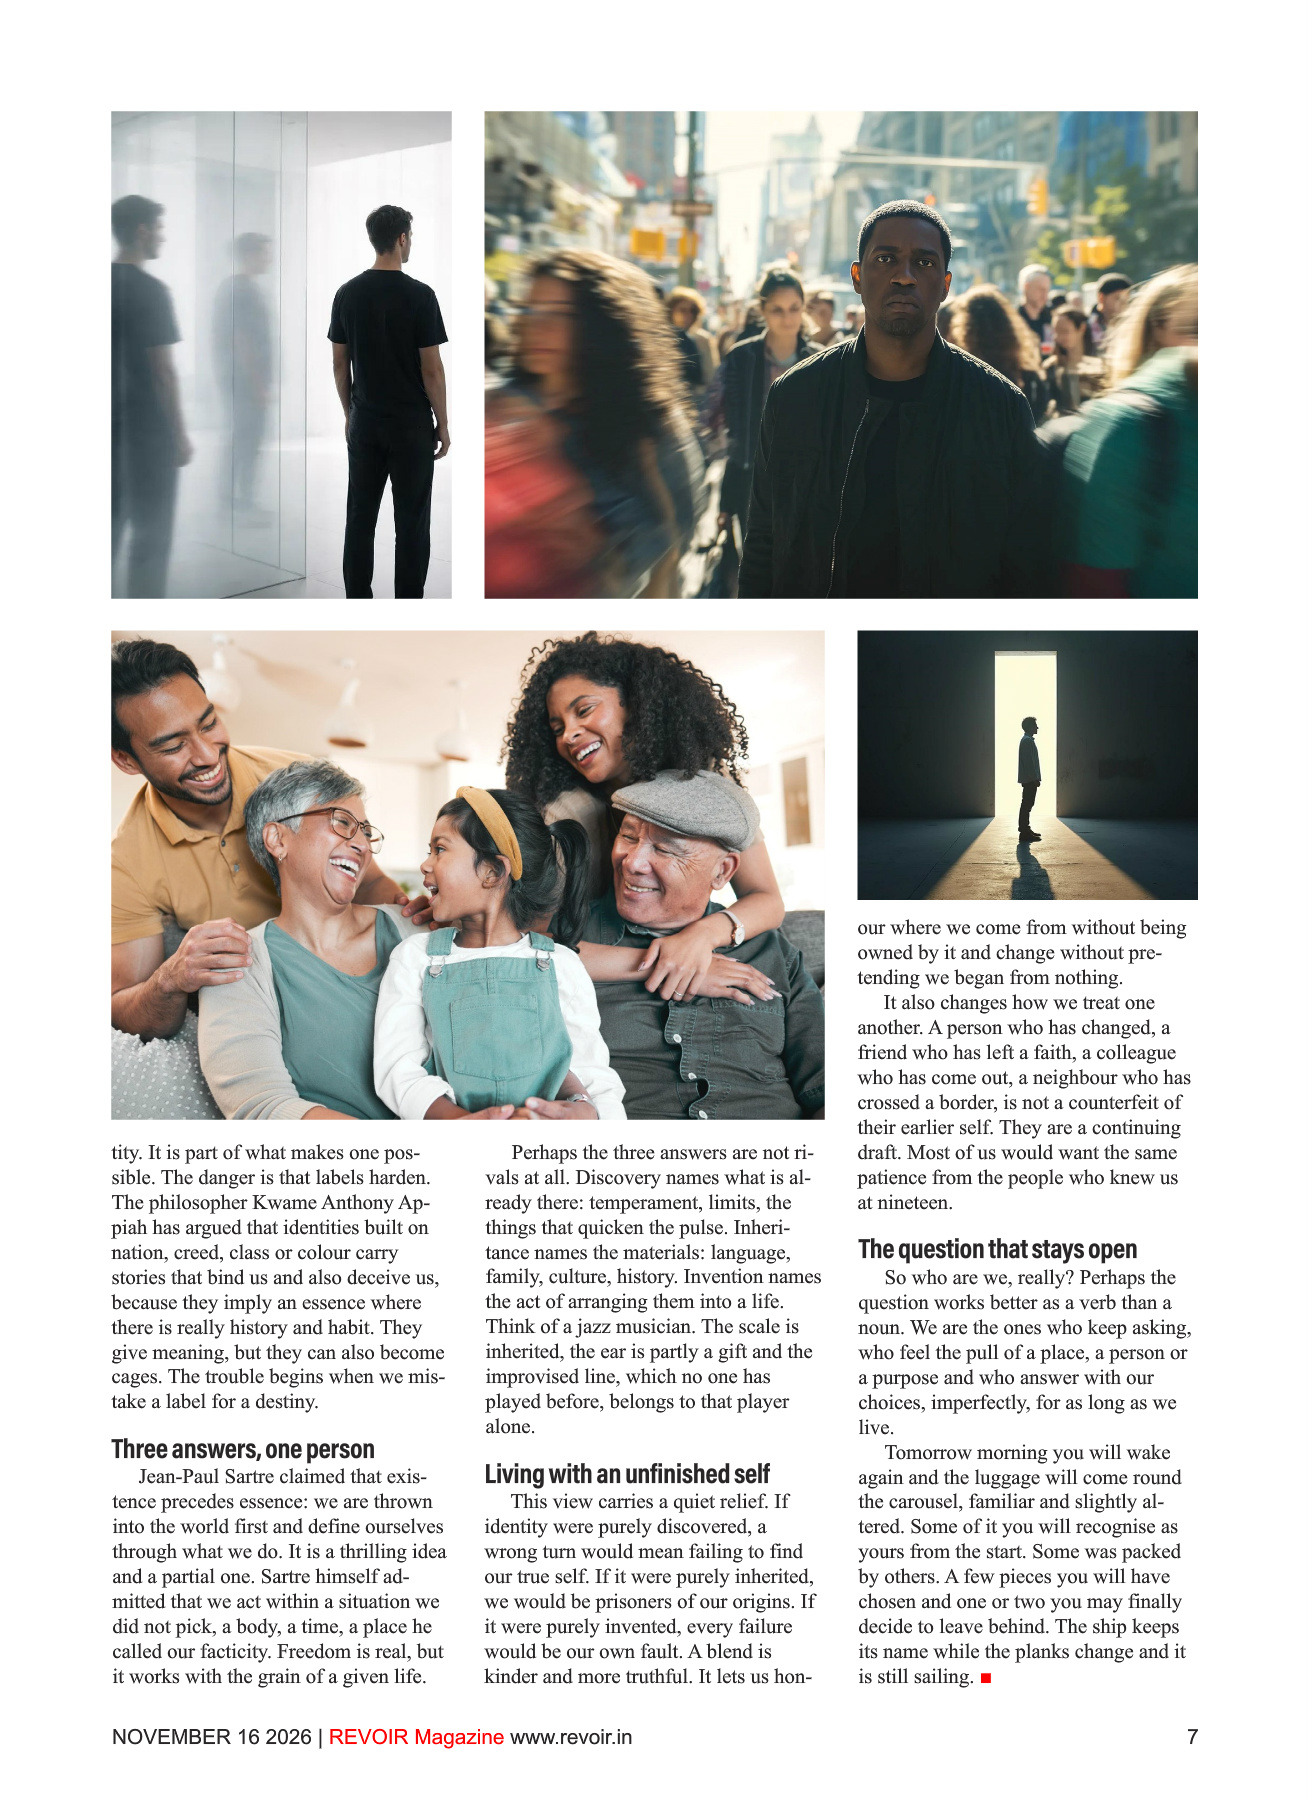 tity. It is part of what makes one pos-
sible. The danger is that labels harden.
The philosopher Kwame Anthony Ap-
piah has argued that identities built on
nation, creed, class or colour carry
stories that bind us and also deceive us,
because they imply an essence where
there is really history and habit. They
give meaning, but they can also become
cages. The trouble begins when we mis-
take a label for a destiny.
Three answers, one person
Jean-Paul Sartre claimed that exis-
tence precedes essence: we are thrown
into the world first and define ourselves
through what we do. It is a thrilling idea
and a partial one. Sartre himself ad-
mitted that we act within a situation we
did not pick, a body, a time, a place he
called our facticity. Freedom is real, but
it works with the grain of a given life.
Perhaps the three answers are not ri-
vals at all. Discovery names what is al-
ready there: temperament, limits, the
things that quicken the pulse. Inheri-
tance names the materials: language,
family, culture, history. Invention names
the act of arranging them into a life.
Think of a jazz musician. The scale is
inherited, the ear is partly a gift and the
improvised line, which no one has
played before, belongs to that player
alone.
Living with an unfinished self
This view carries a quiet relief. If
identity were purely discovered, a
wrong turn would mean failing to find
our true self. If it were purely inherited,
we would be prisoners of our origins. If
it were purely invented, every failure
would be our own fault. A blend is
kinder and more truthful. It lets us hon-
our where we come from without being
owned by it and change without pre-
tending we began from nothing.
It also changes how we treat one
another. A person who has changed, a
friend who has left a faith, a colleague
who has come out, a neighbour who has
crossed a border, is not a counterfeit of
their earlier self. They are a continuing
draft. Most of us would want the same
patience from the people who knew us
at nineteen.
The question that stays open
So who are we, really? Perhaps the
question works better as a verb than a
noun. We are the ones who keep asking,
who feel the pull of a place, a person or
a purpose and who answer with our
choices, imperfectly, for as long as we
live.
Tomorrow morning you will wake
again and the luggage will come round
the carousel, familiar and slightly al-
tered. Some of it you will recognise as
yours from the start. Some was packed
by others. A few pieces you will have
chosen and one or two you may finally
decide to leave behind. The ship keeps
its name while the planks change and it
is still sailing.
NOVEMBER 16 2026 | REVOIR Magazine www.revoir.in
7